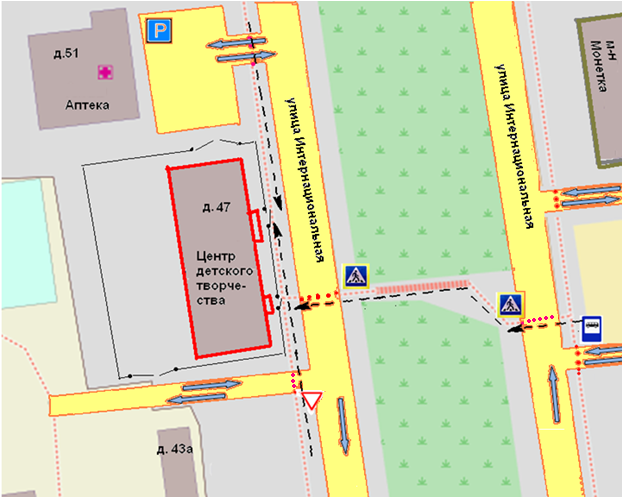 P
м-н
Монетка
д.51
Аптека
улица Интернациональная
улица Интернациональная
д. 47
Центр
детского
творче-
ства
д. 43а